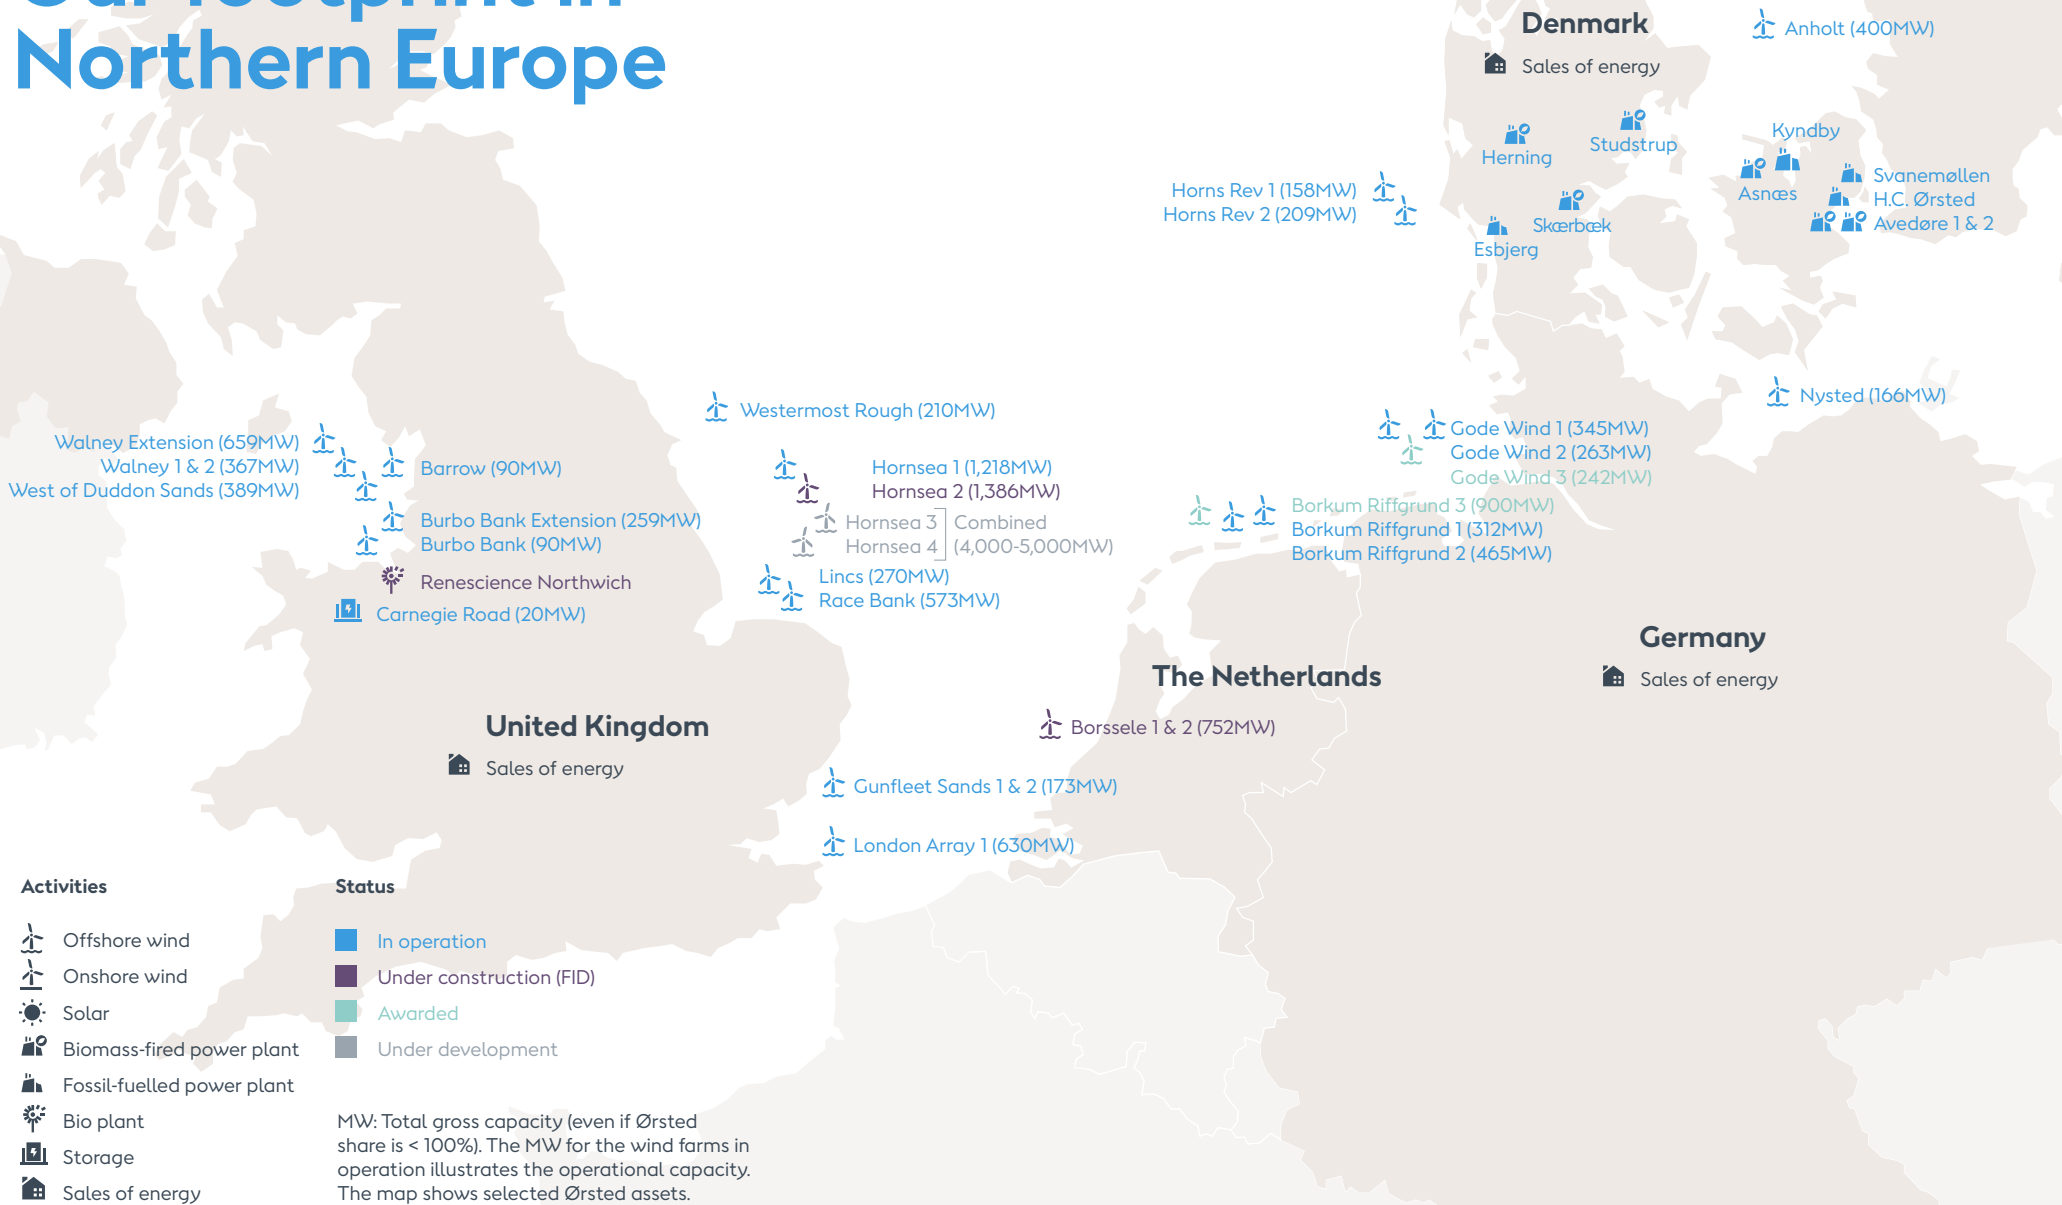 Our footprint in
Northern Europe
Denmark
Sales of energy
Anholt (400MW)
Herning
Studstrup
Kyndby
Asnæs
Svanemøllen
H.C. Ørsted
Avedøre 1 & 2
Skærbæk
Esbjerg
Horns Rev 1 (158MW)
Horns Rev 2 (209MW)
Nysted (166MW)
Westermost Rough (210MW)
Walney Extension (659MW)
Walney 1 & 2 (367MW)
West of Duddon Sands (389MW)
Barrow (90MW)
Burbo Bank Extension (259MW)
Burbo Bank (90MW)
Renescience Northwich
Carnegie Road (20MW)
Hornsea 1 (1,218MW)
Hornsea 2 (1,386MW)
Hornsea 3
Hornsea 4
Combined
(4,000-5,000MW)
Lincs (270MW)
Race Bank (573MW)
Gode Wind 1 (345MW)
Gode Wind 2 (263MW)
Gode Wind 3 (242MW)
Borkum Riffgrund 3 (900MW)
Borkum Riffgrund 1 (312MW)
Borkum Riffgrund 2 (465MW)
Germany
Sales of energy
The Netherlands
Borssele 1 & 2 (752MW)
United Kingdom
Sales of energy
Gunfleet Sands 1 & 2 (173MW)
London Array 1 (630MW)
Activities
Offshore wind
Onshore wind
Solar
Biomass-fired power plant
Fossil-fuelled power plant
Bio plant
Storage
Sales of energy
Status
In operation
Under construction (FID)
Awarded
Under development
MW: Total gross capacity (even if Ørsted
share is < 100%). The MW for the wind farms in
operation illustrates the operational capacity.
The map shows selected Ørsted assets.